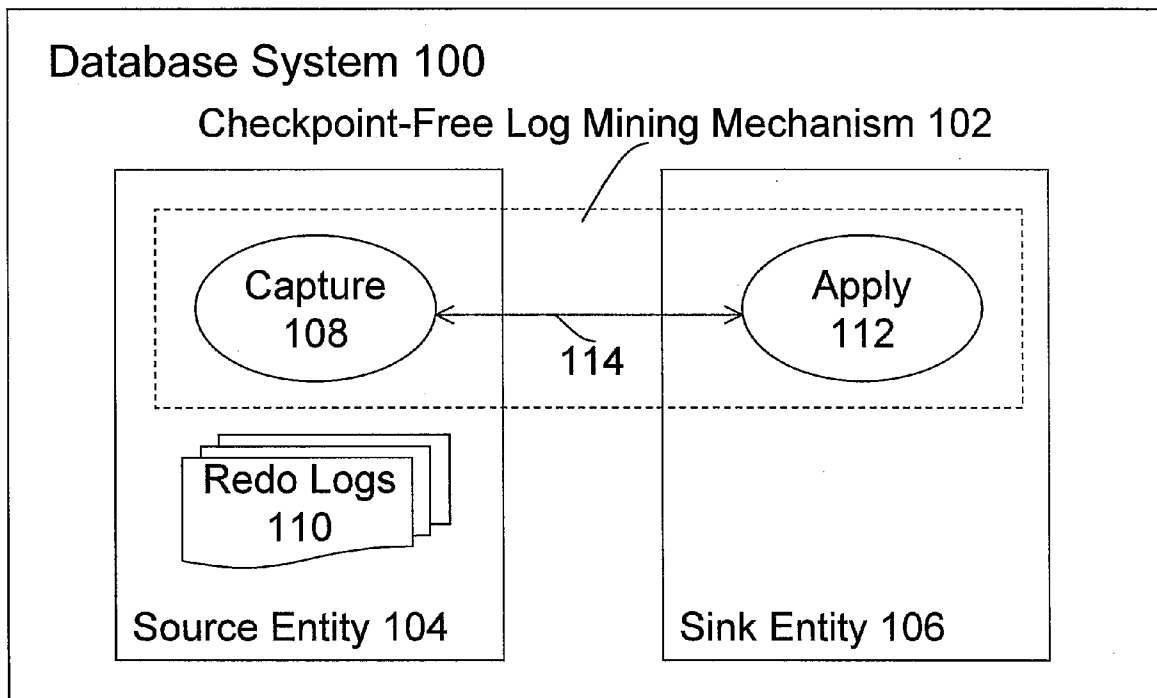 Database System 100
Checkpoint-Free Log Mining Mechanism 102
Capture
108
Apply
112
114
Redo Logs
110
Source Entity 104
Sink Entity 106